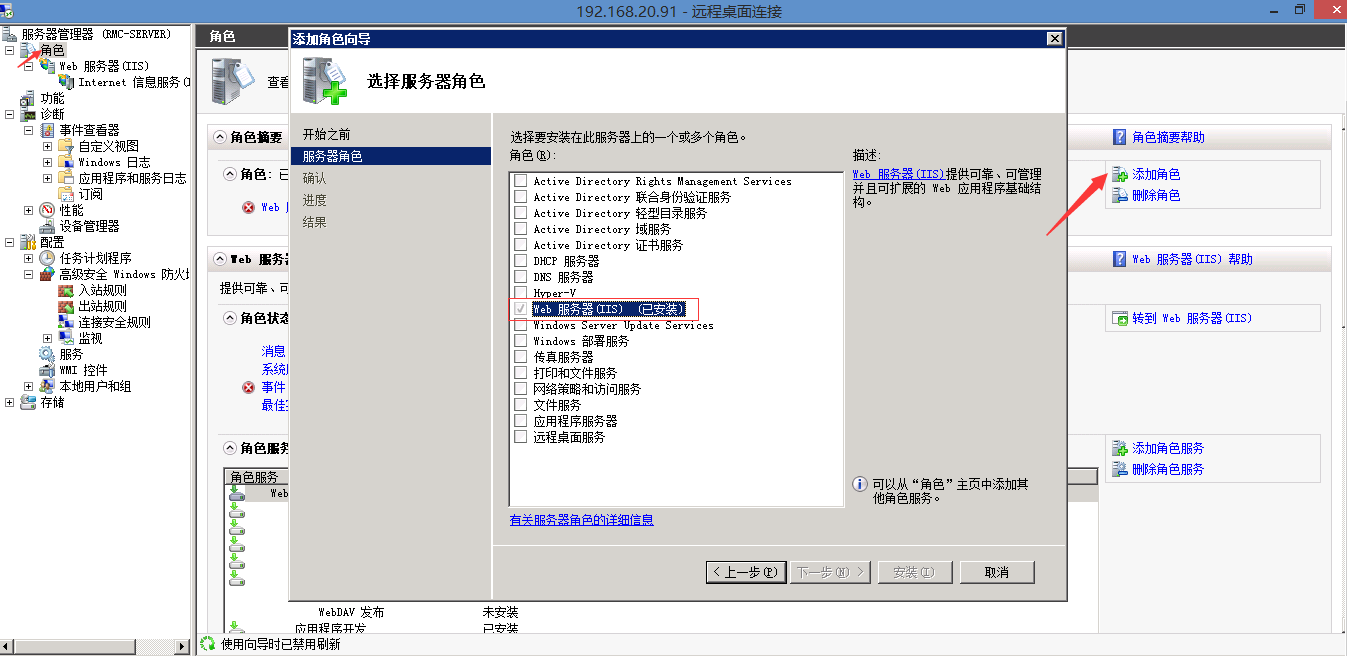 192.168.20.91 - 远程桌面连接
服务器管理器 (RMC-SERVER)
角色
Web 服务器(IIS)
Internet 信息服务(I
功能
诊断
事件查看器
自定义视图
Windows 日志
应用程序和服务日志
订阅
性能
设备管理器
配置
任务计划程序
高级安全 Windows 防火
入站规则
出站规则
连接安全规则
监视
服务
WMI 控件
本地用户和组
存储
角色
查看
角色摘要
角色: 已
Web
Web 服务
提供可靠、可
角色状态
消息
系统
事件
最佳
角色服务
角色服务
Web
WebDAV 发布 未安装
应用程序开发 已安装
使用向导时已禁用刷新
添加角色向导
选择服务器角色
开始之前
服务器角色
确认
进度
结果
选择要安装在此服务器上的一个或多个角色。
角色(R):
Active Directory Rights Management Services
Active Directory 联合身份验证服务
Active Directory 轻型目录服务
Active Directory 域服务
Active Directory 证书服务
DHCP 服务器
DNS 服务器
Hyper-V
Web 服务器(IIS) (已安装)
Windows Server Update Services
Windows 部署服务
传真服务器
打印和文件服务
网络策略和访问服务
文件服务
应用程序服务器
远程桌面服务
有关服务器角色的详细信息
描述:
Web 服务器(IIS)提供可靠、可管理
并且可扩展的 Web 应用程序基础结
构。
可以从“角色”主页中添加其
他角色服务。
< 上一步(P)
下一步(N) >
安装(I)
取消
角色摘要帮助
添加角色
删除角色
Web 服务器(IIS) 帮助
转到 Web 服务器(IIS)
添加角色服务
删除角色服务